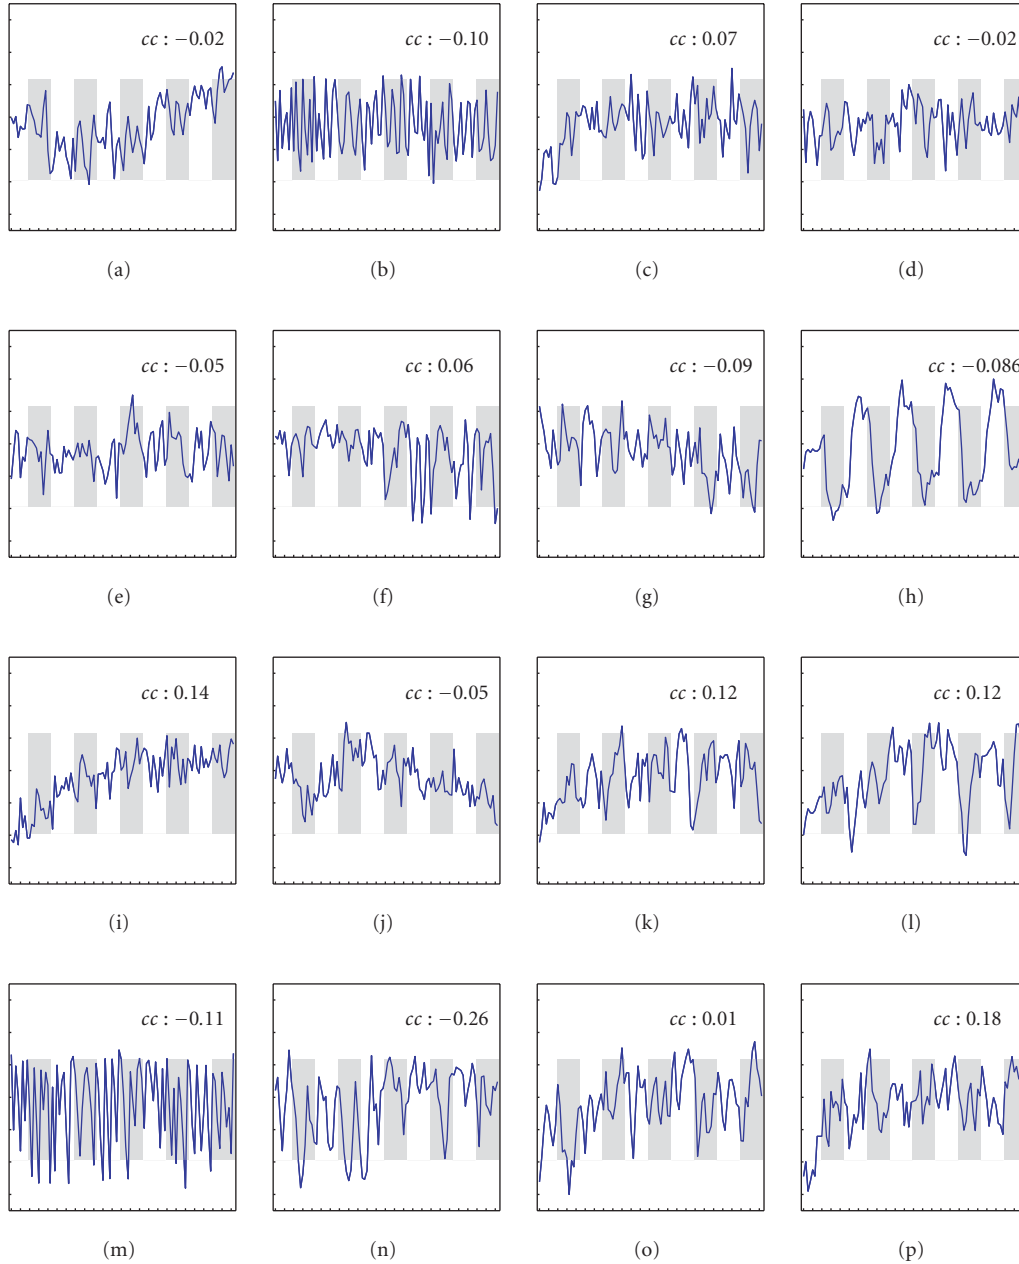 cc : −0.02
cc : −0.10
cc : 0.07
cc : −0.02
(a)
(b)
(c)
(d)
cc : −0.05
cc : 0.06
cc : −0.09
cc : −0.086
(e)
(f)
(g)
(h)
cc : 0.14
cc : −0.05
cc : 0.12
cc : 0.12
(i)
(j)
(k)
(l)
cc : −0.11
cc : −0.26
cc : 0.01
cc : 0.18
(m)
(n)
(o)
(p)